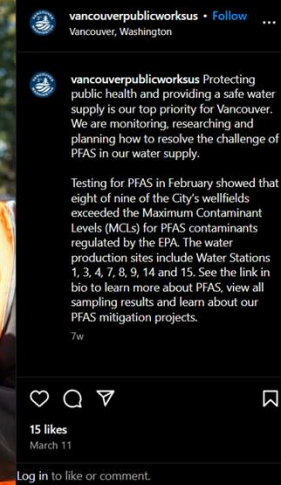 vancouverpublicworksus • Follow ...
Vancouver, Washington
vancouverpublicworksus Protecting
public health and providing a safe water
supply is our top priority for Vancouver.
We are monitoring, researching and
planning how to resolve the challenge of
PFAS in our water supply.
Testing for PFAS in February showed that
eight of nine of the City's wellfields
exceeded the Maximum Contaminant
Levels (MCLs) for PFAS contaminants
regulated by the EPA. The water
production sites include Water Stations
1, 3, 4, 7, 8, 9, 14 and 15. See the link in
bio to learn more about PFAS, view all
sampling results and learn about our
PFAS mitigation projects.
7w
15 likes
March 11
Log in to like or comment.